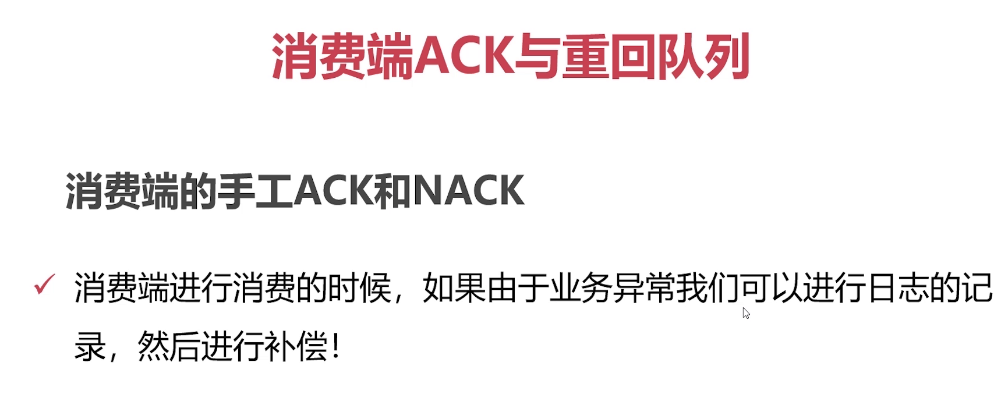 消费端ACK与重回队列
消费端的手工ACK和NACK
消费端进行消费的时候，如果由于业务异常我们可以进行日志的记
录，然后进行补偿！